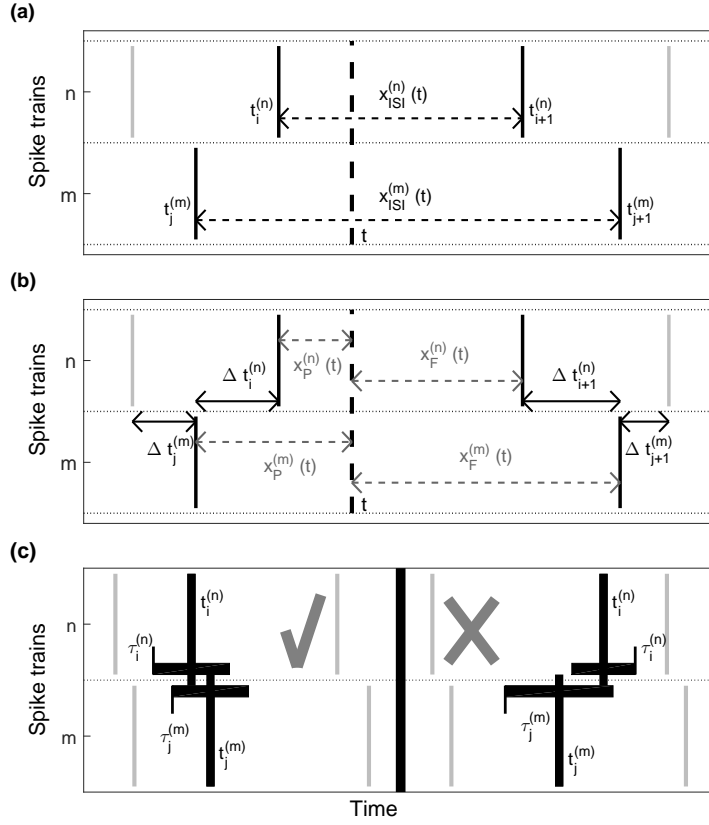 (a)
Spike trains
n
m
t_i^(n)
x_ISI^(n) (t)
t_i+1^(n)
t_j^(m)
x_ISI^(m) (t)
t_j+1^(m)
t
(b)
Spike trains
n
m
Δ t_i^(n)
x_P^(n) (t)
x_F^(n) (t)
Δ t_i+1^(n)
Δ t_j^(m)
x_P^(m) (t)
x_F^(m) (t)
Δ t_j+1^(m)
t
(c)
Spike trains
n
m
t_i^(n)
τ_i^(n)
τ_j^(m)
t_j^(m)
t_i^(n)
τ_i^(n)
τ_j^(m)
t_j^(m)
Time